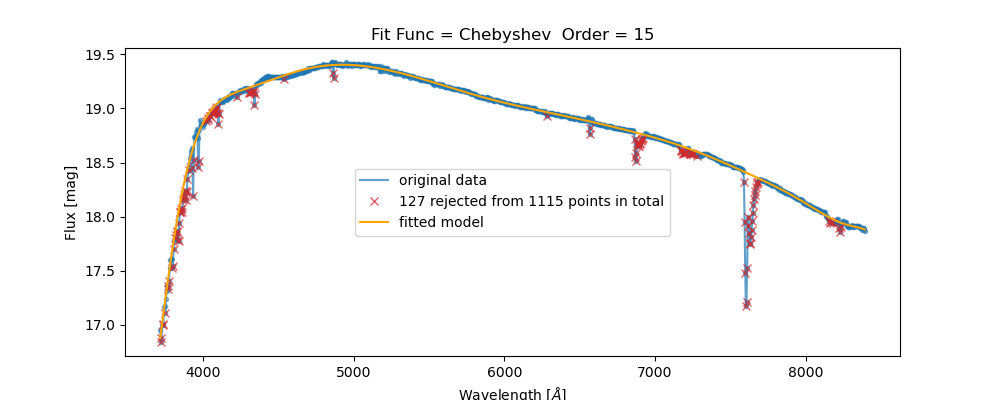 Fit Func = Chebyshev  Order = 15
19.5
19.0
18.5
18.0
17.5
17.0
Flux [mag]
original data
127 rejected from 1115 points in total
fitted model
4000 5000 6000 7000 8000
Wavelength [Å]